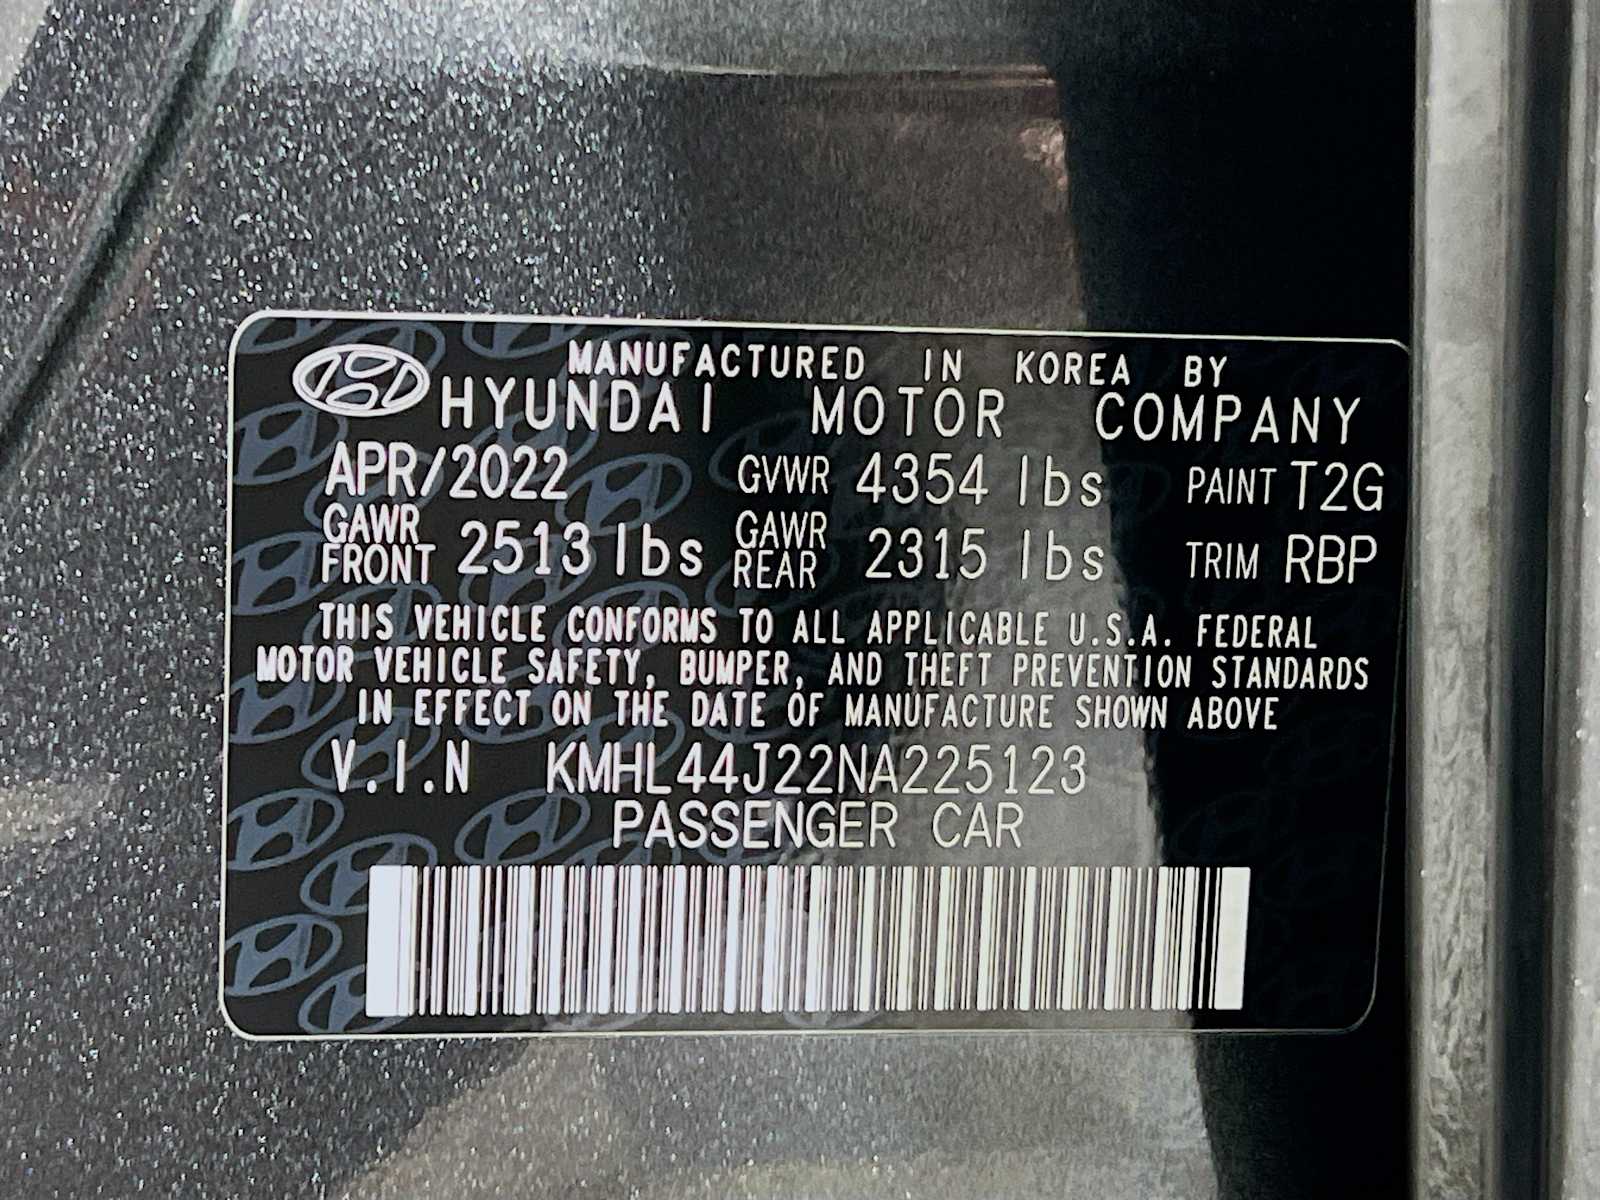 MANUFACTURED IN KOREA BY
HYUNDAI MOTOR COMPANY
APR/2022 GVWR 4354 lbs PAINT T2G
GAWR FRONT 2513 lbs GAWR REAR 2315 lbs TRIM RBP
THIS VEHICLE CONFORMS TO ALL APPLICABLE U.S.A. FEDERAL
MOTOR VEHICLE SAFETY, BUMPER, AND THEFT PREVENTION STANDARDS
IN EFFECT ON THE DATE OF MANUFACTURE SHOWN ABOVE
V.I.N KMHL44J22NA225123
PASSENGER CAR